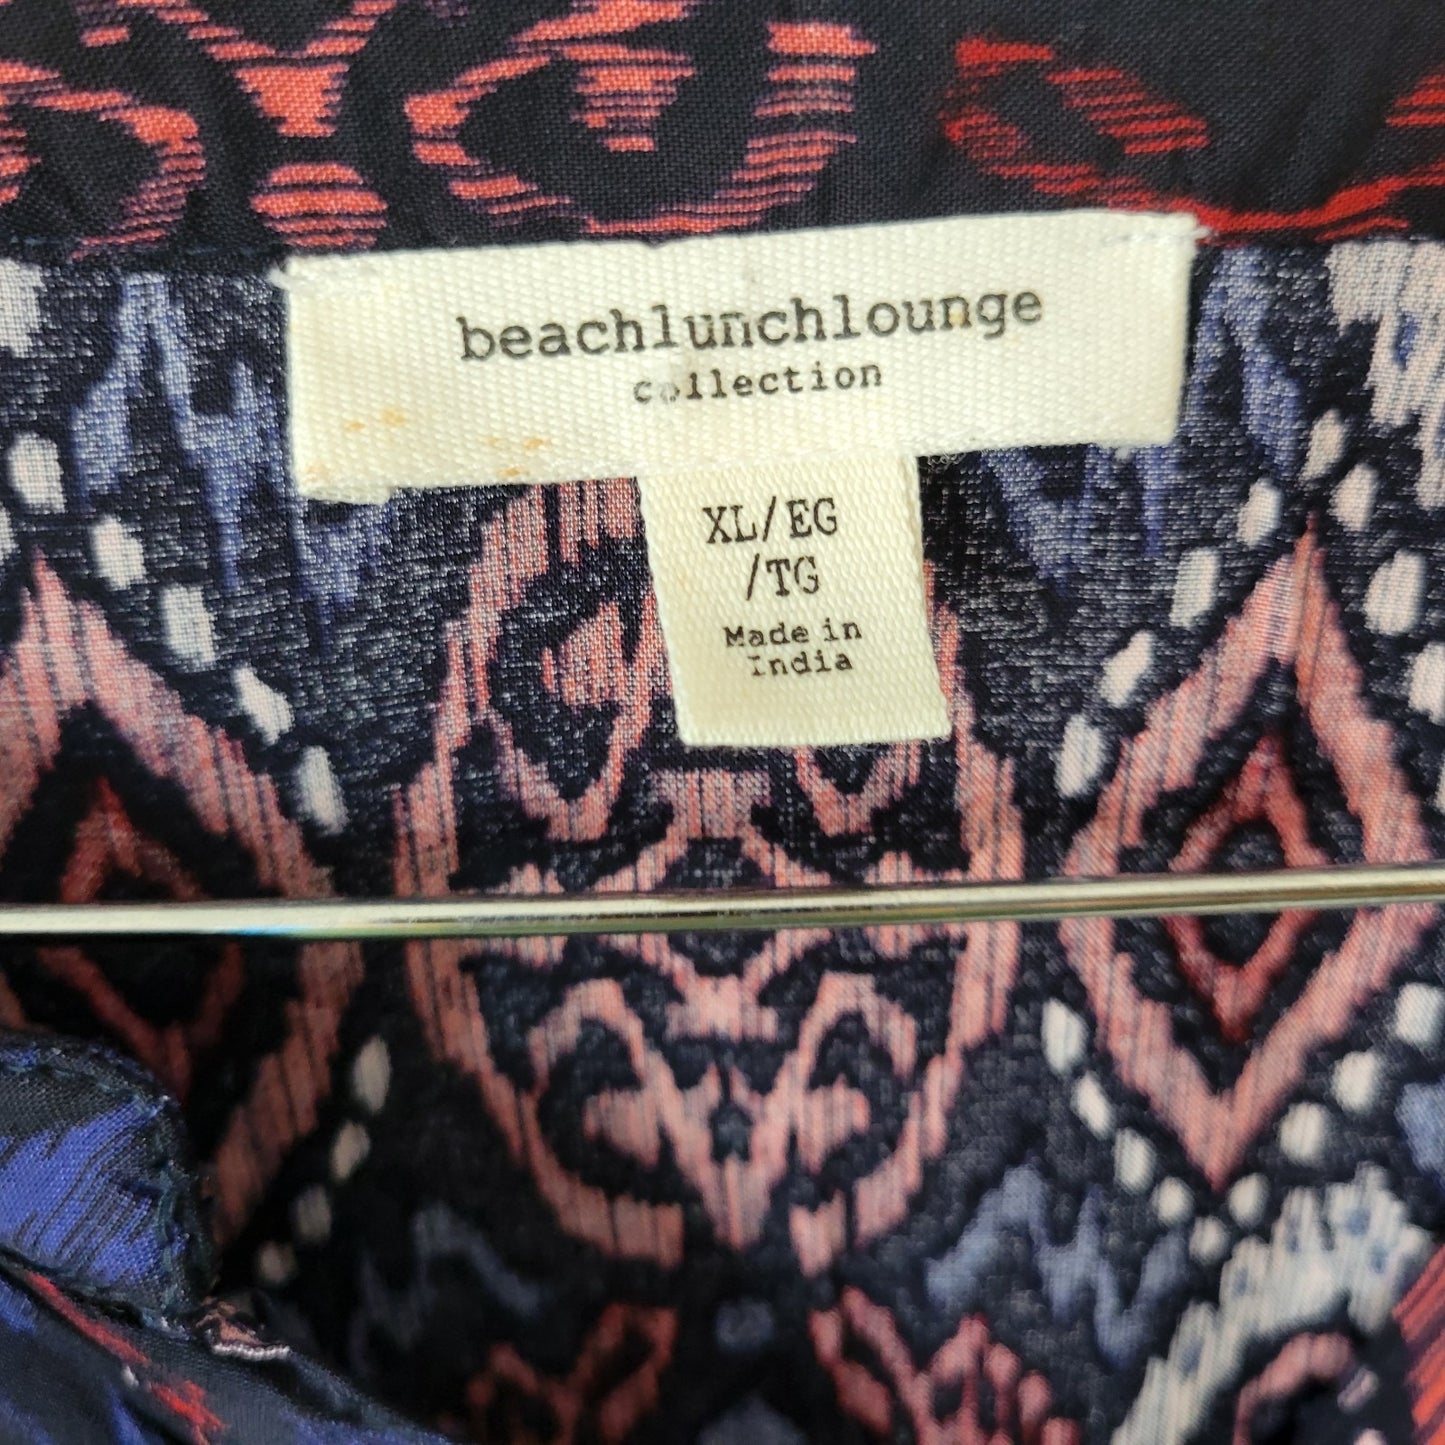 beachlunchlounge
collection
XL/EG
/TG
Made in
India